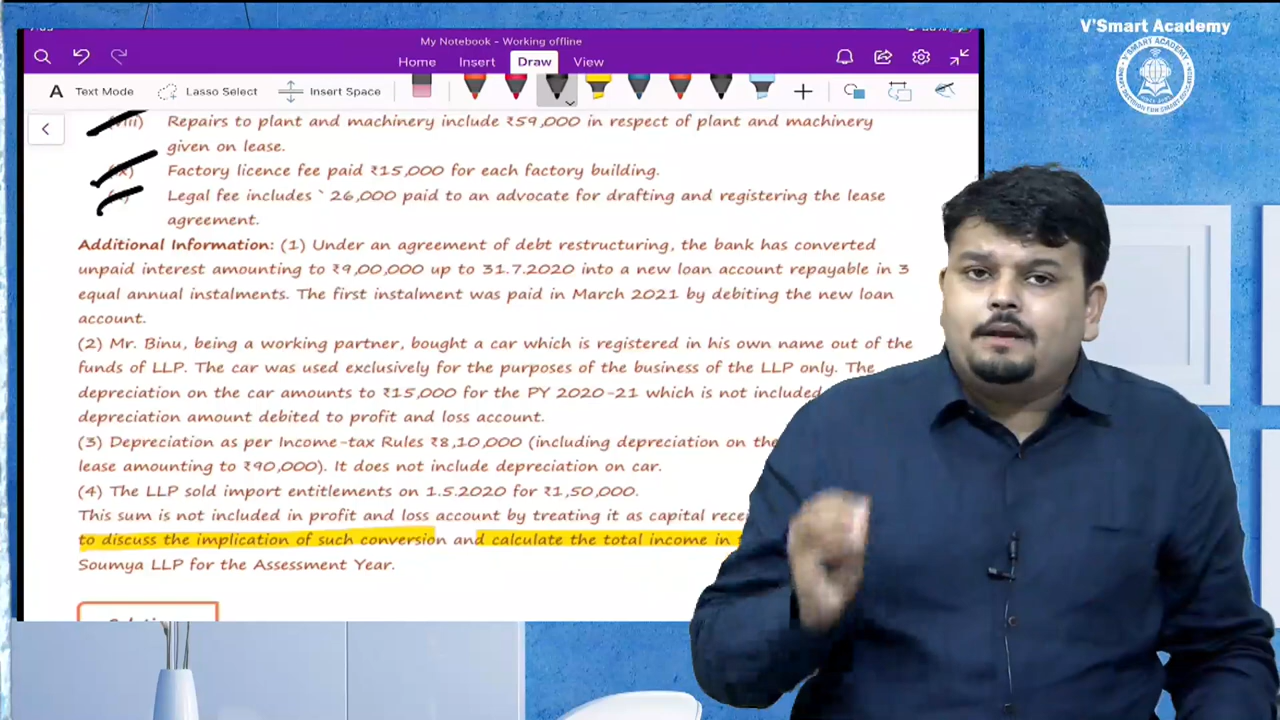 V'Smart Academy
My Notebook - Working offline
Home Insert Draw View
Text Mode Lasso Select Insert Space
Repairs to plant and machinery include ₹59,000 in respect of plant and machinery
given on lease.
Factory licence fee paid ₹15,000 for each factory building.
Legal fee includes ` 26,000 paid to an advocate for drafting and registering the lease
agreement.
Additional Information: (1) Under an agreement of debt restructuring, the bank has converted
unpaid interest amounting to ₹9,00,000 up to 31.7.2020 into a new loan account repayable in 3
equal annual instalments. The first instalment was paid in March 2021 by debiting the new loan
account.
(2) Mr. Binu, being a working partner, bought a car which is registered in his own name out of the
funds of LLP. The car was used exclusively for the purposes of the business of the LLP only. The
depreciation on the car amounts to ₹15,000 for the PY 2020-21 which is not included
depreciation amount debited to profit and loss account.
(3) Depreciation as per Income-tax Rules ₹8,10,000 (including depreciation on the
lease amounting to ₹90,000). It does not include depreciation on car.
(4) The LLP sold import entitlements on 1.5.2020 for ₹1,50,000.
This sum is not included in profit and loss account by treating it as capital
to discuss the implication of such conversion and calculate the total income in
Soumya LLP for the Assessment Year.